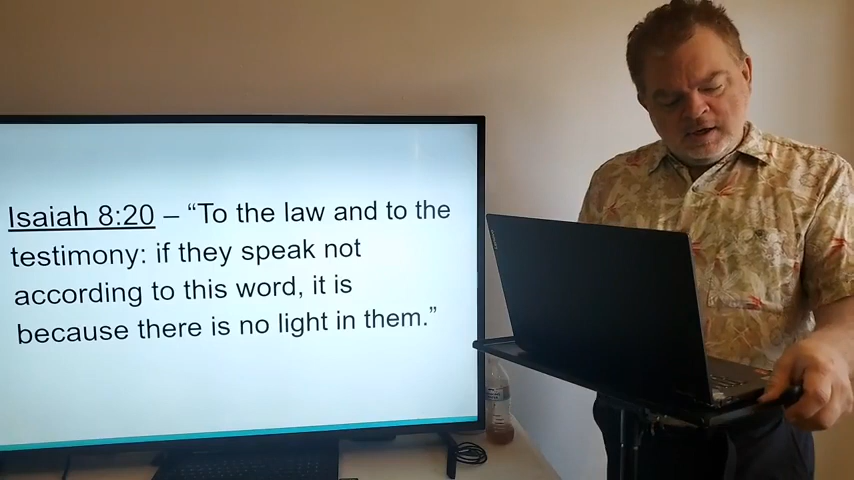 Isaiah 8:20 – “To the law and to the
testimony: if they speak not
according to this word, it is
because there is no light in them.”